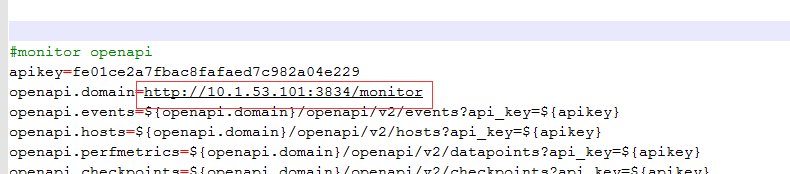 #monitor openapi
apikey=fe01ce2a7fbac8fafaed7c982a04e229
openapi.domain=http://10.1.53.101:3834/monitor
openapi.events=${openapi.domain}/openapi/v2/events?api_key=${apikey}
openapi.hosts=${openapi.domain}/openapi/v2/hosts?api_key=${apikey}
openapi.perfmetrics=${openapi.domain}/openapi/v2/datapoints?api_key=${apikey}
openapi.checkpoints=${openapi.domain}/openapi/v2/checkpoints?api_key=${apikey}